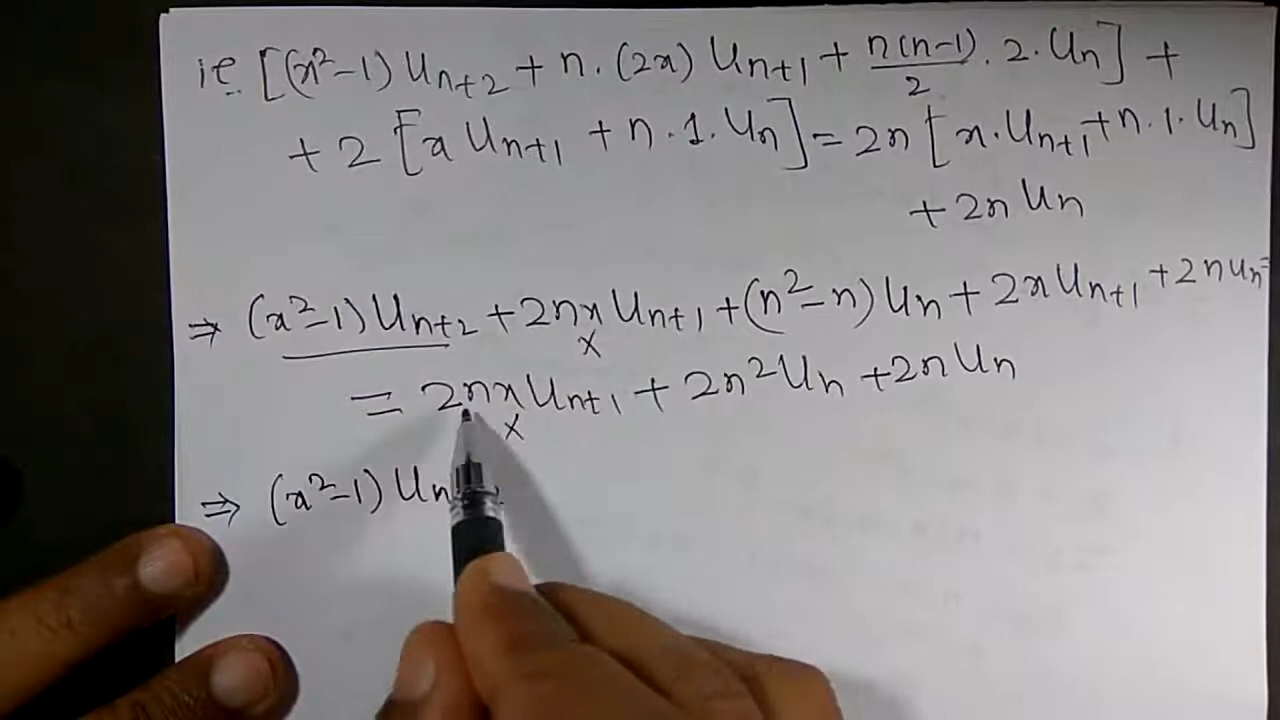 ie [(x²-1) Uₙ₊₂ + n. (2x) Uₙ₊₁ + n(n-1)/2 . 2. Uₙ] +
+ 2 [x Uₙ₊₁ + n . 1. Uₙ] = 2n [x. Uₙ₊₁ + n. 1. Uₙ]
+ 2n Uₙ
⇒ (x²-1) Uₙ₊₂ + 2nx Uₙ₊₁ + (n²-n) Uₙ + 2x Uₙ₊₁ + 2n Uₙ =
= 2nx Uₙ₊₁ + 2n² Uₙ + 2n Uₙ
⇒ (x²-1) Uₙ